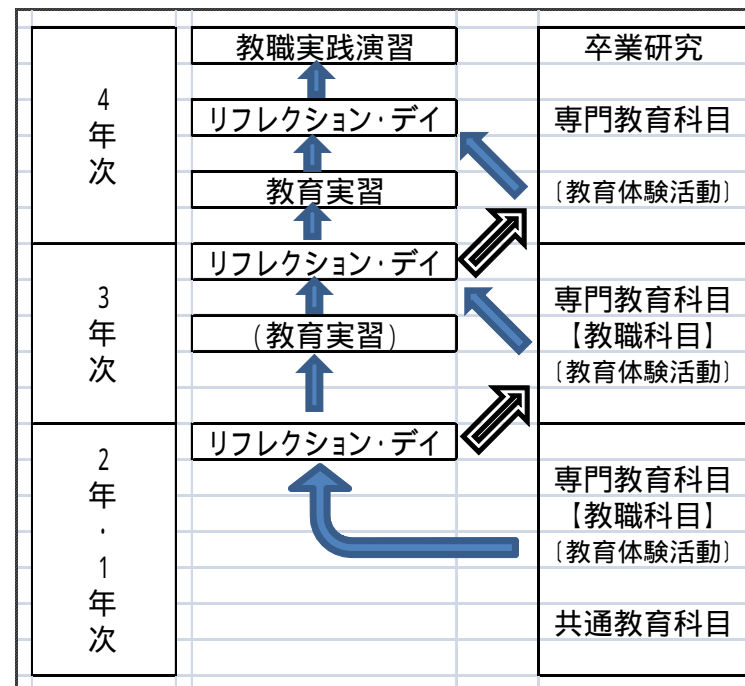 4年次
教職実践演習
リフレクション・デイ
教育実習
卒業研究
専門教育科目
〔教育体験活動〕
3年次
リフレクション・デイ
（教育実習）
専門教育科目
【教職科目】
〔教育体験活動〕
2年・1年次
リフレクション・デイ
専門教育科目
【教職科目】
〔教育体験活動〕
共通教育科目